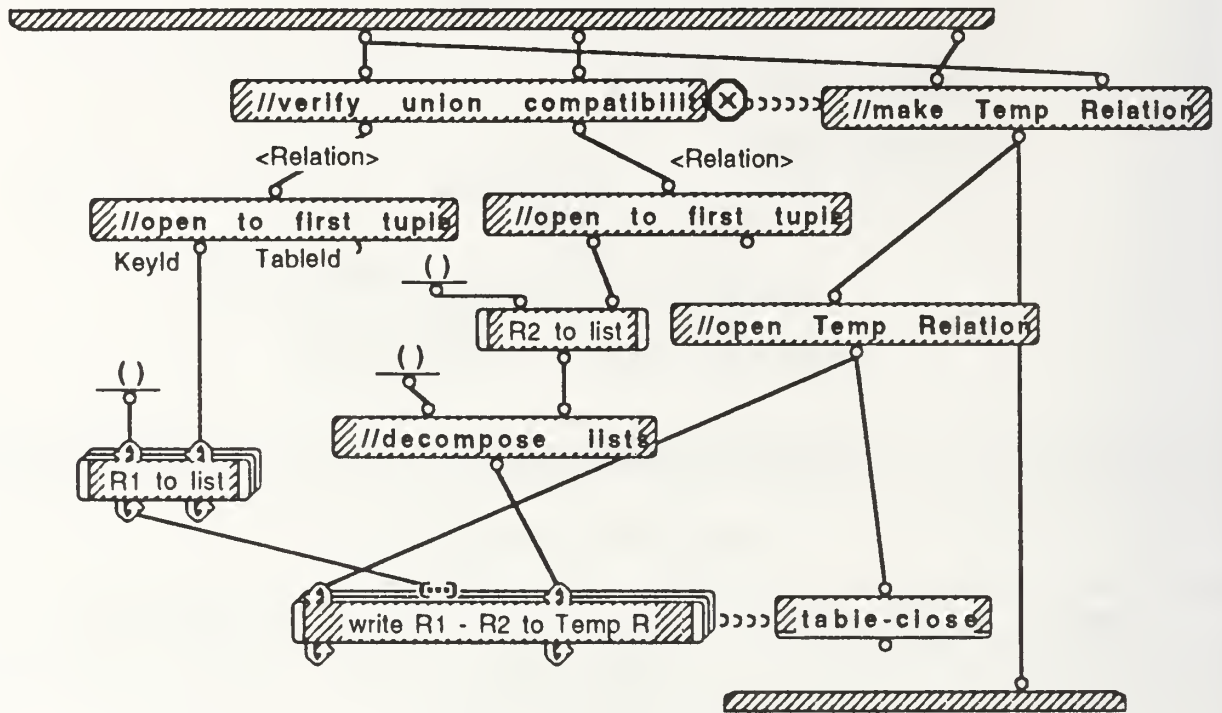 //verify union compatibilit
//make Temp Relation
<Relation>
<Relation>
//open to first tuple
//open to first tuple
KeyId
TableId
( )
R2 to list
//open Temp Relation
( )
( )
//decompose lists
R1 to list
write R1 - R2 to Temp R
table-close